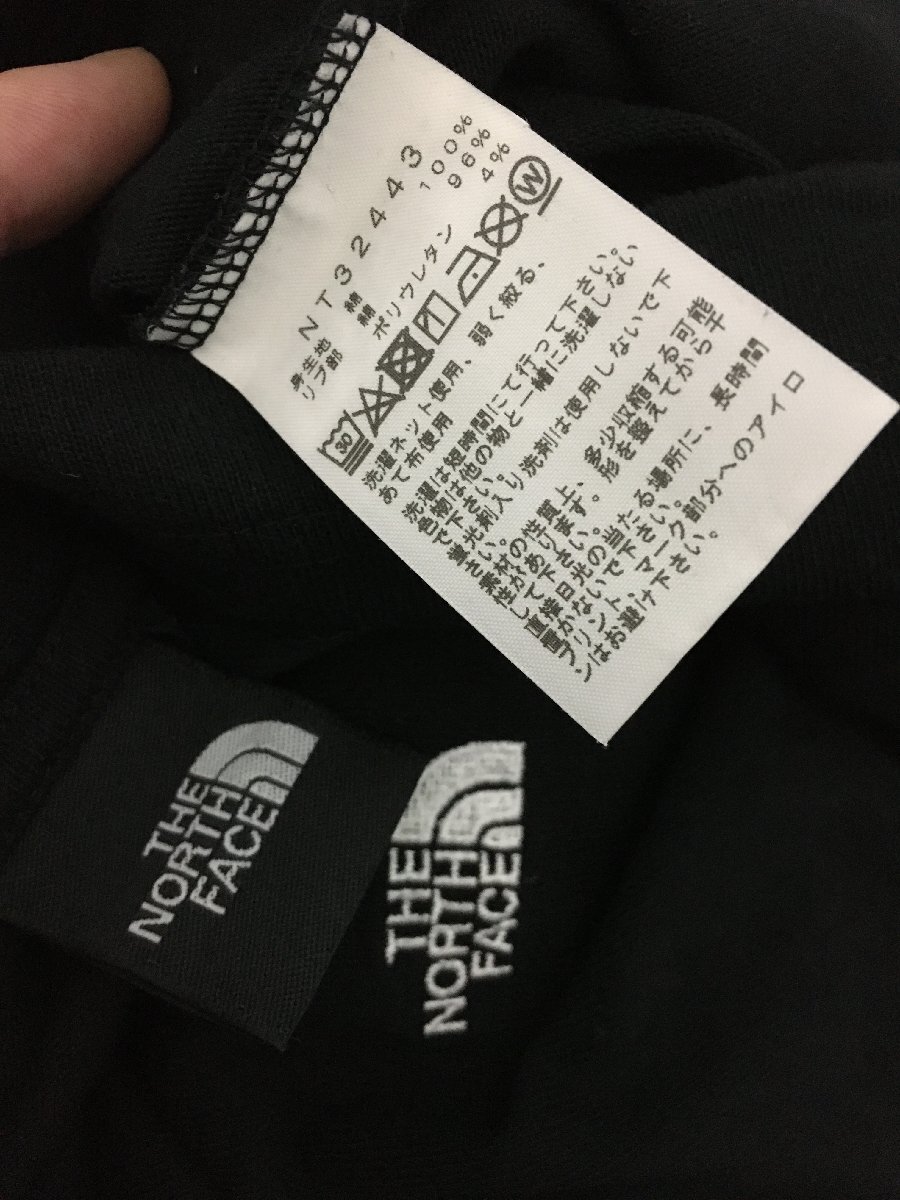 NT32443
身生地 綿 100%
リブ部 綿 96%
ポリウレタン 4%
30
W
洗濯ネット使用、弱く絞る、
あて布使用
洗濯は短時間にて行って下さい。
色物は他の物と一緒に洗濯しない
で下さい。
蛍光剤入り洗剤は使用しないで下
さい。
素材の性質上、多少収縮する可能
性があります。形を整えてから干
して下さい。
直接日光の当たる場所に、長時間
置かないで下さい。
プリント、マーク部分へのアイロ
ンはお避け下さい。
THE
NORTH
FACE
THE
NORTH
FACE